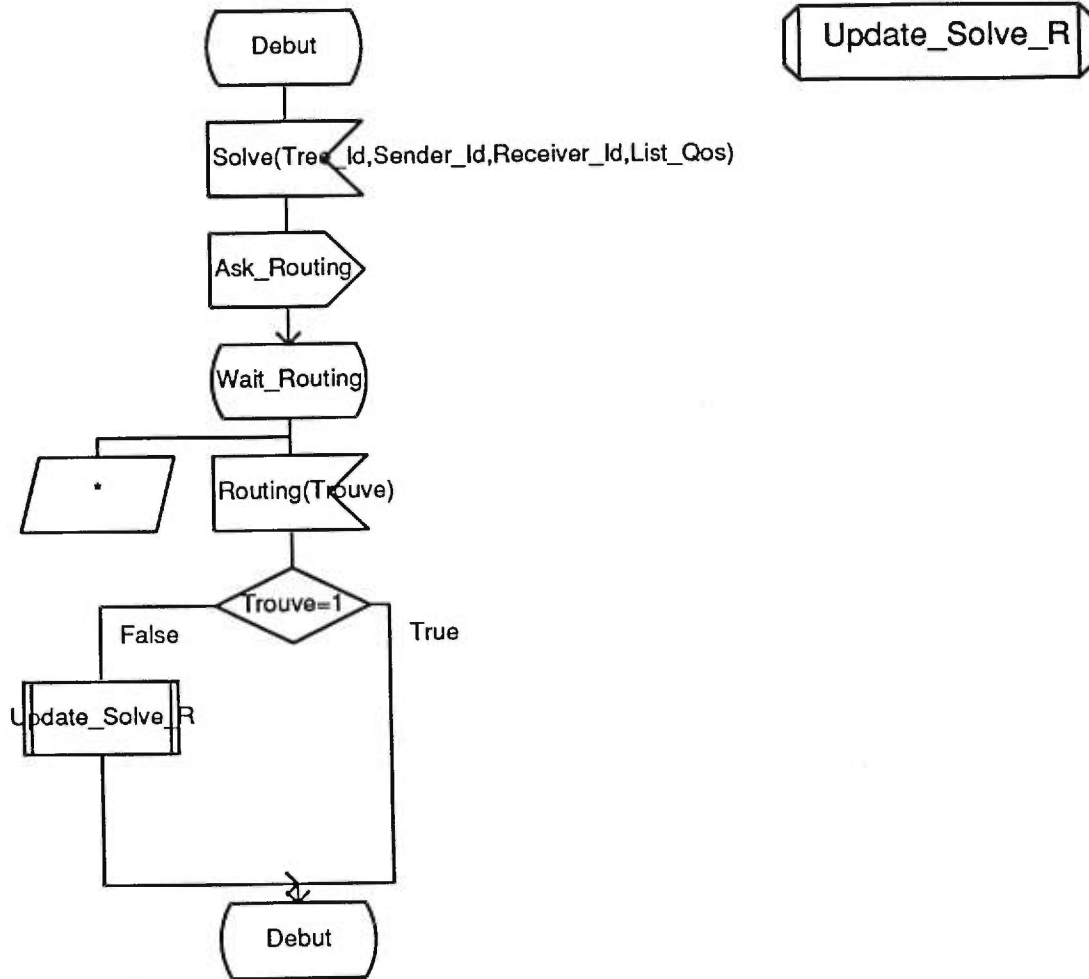 Debut
Update_Solve_R
Solve(Tree_Id,Sender_Id,Receiver_Id,List_Qos)
Ask_Routing
Wait_Routing
*
Routing(Trouve)
Trouve=1
False
True
Update_Solve_R
Debut